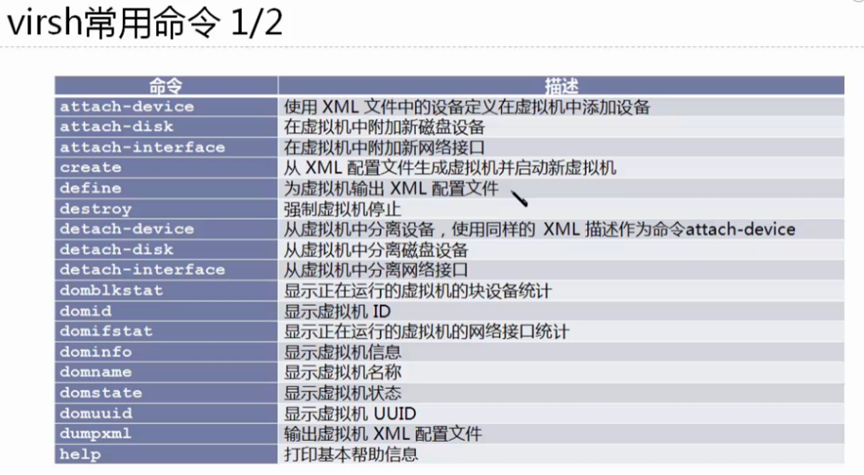 virsh常用命令 1/2
命令 描述
attach-device 使用 XML 文件中的设备定义在虚拟机中添加设备
attach-disk 在虚拟机中附加新磁盘设备
attach-interface 在虚拟机中附加新网络接口
create 从 XML 配置文件生成虚拟机并启动新虚拟机
define 为虚拟机输出 XML 配置文件
destroy 强制虚拟机停止
detach-device 从虚拟机中分离设备，使用同样的 XML 描述作为命令attach-device
detach-disk 从虚拟机中分离磁盘设备
detach-interface 从虚拟机中分离网络接口
domblkstat 显示正在运行的虚拟机的块设备统计
domid 显示虚拟机 ID
domifstat 显示正在运行的虚拟机的网络接口统计
dominfo 显示虚拟机信息
domname 显示虚拟机名称
domstate 显示虚拟机状态
domuuid 显示虚拟机 UUID
dumpxml 输出虚拟机 XML 配置文件
help 打印基本帮助信息